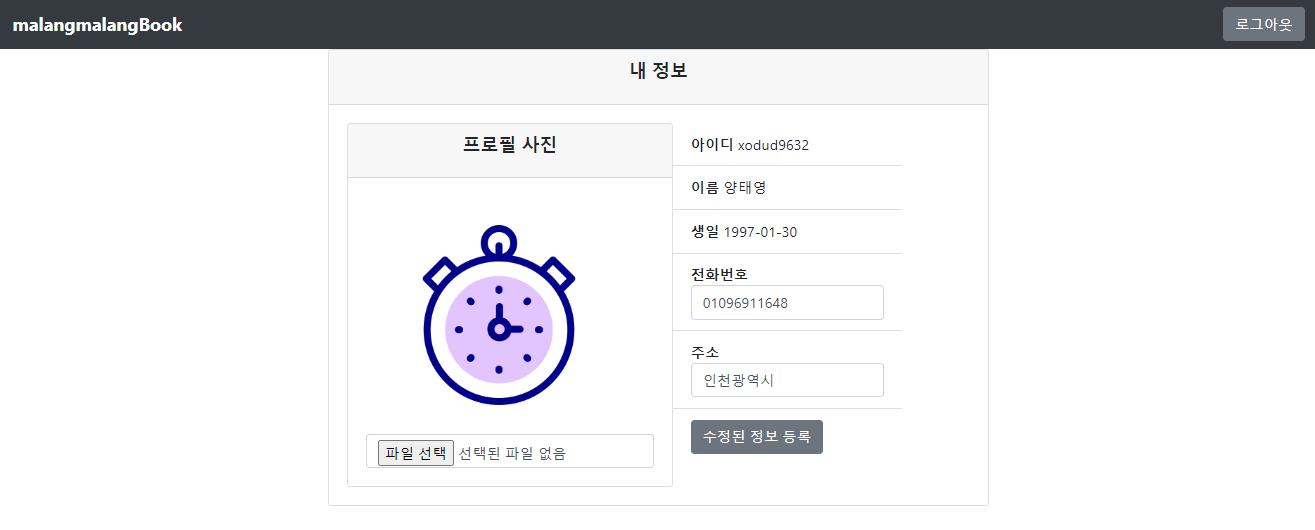 malangmalangBook
로그아웃
내 정보
프로필 사진
파일 선택 선택된 파일 없음
아이디 xodud9632
이름 양태영
생일 1997-01-30
전화번호
01096911648
주소
인천광역시
수정된 정보 등록